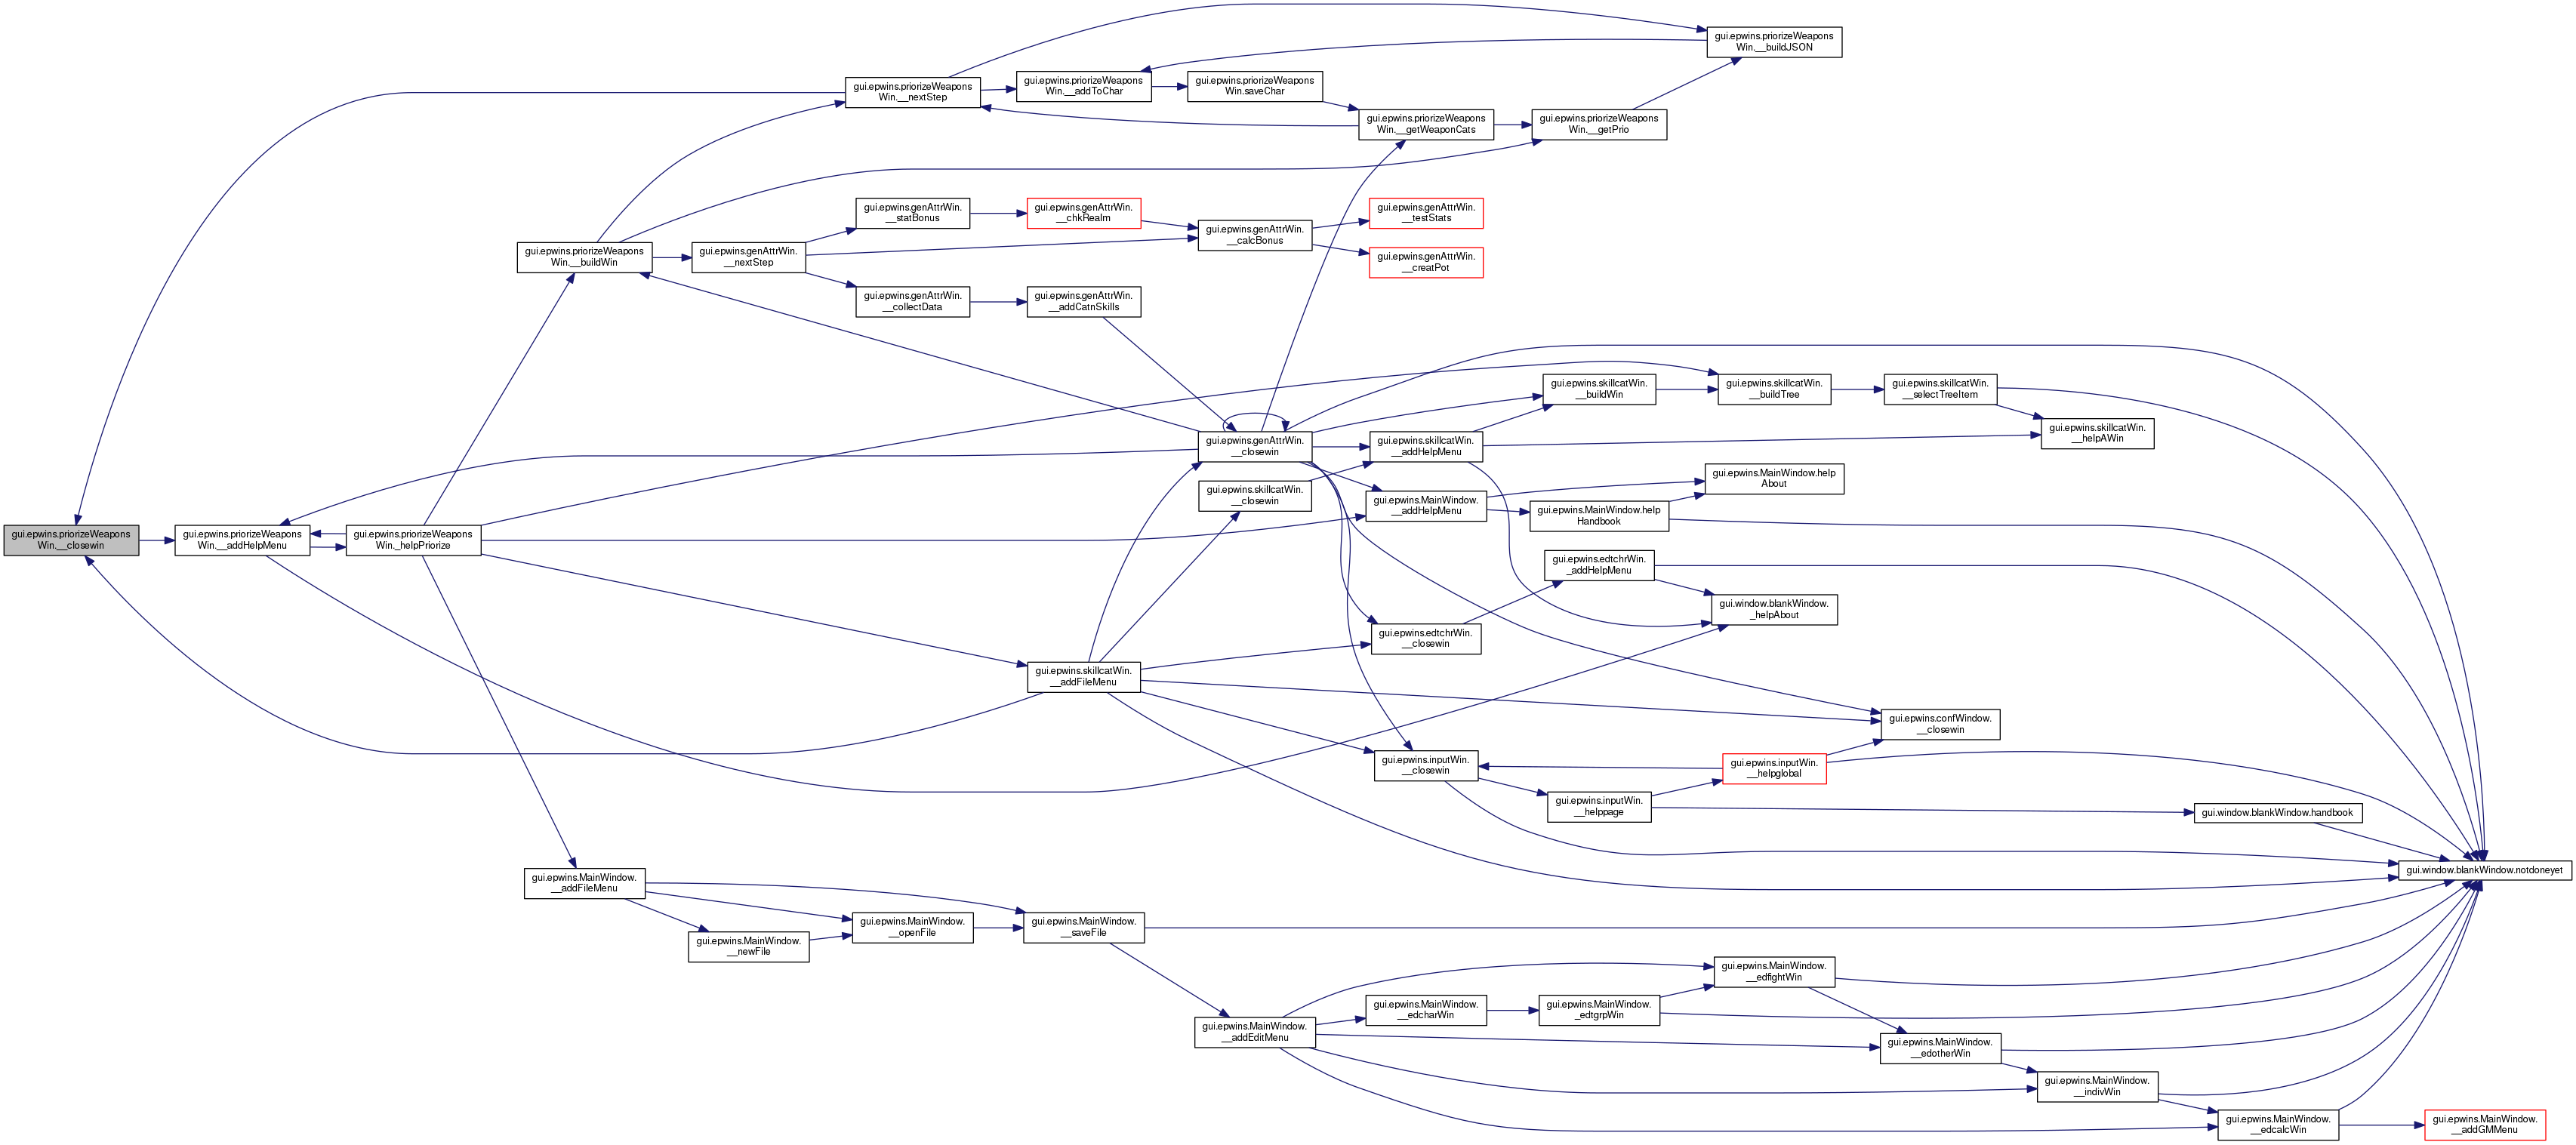 gui.epwins.priorizeWeapons
Win.__buildJSON
gui.epwins.priorizeWeapons
Win.__nextStep
gui.epwins.priorizeWeapons
Win.__addToChar
gui.epwins.priorizeWeapons
Win.saveChar
gui.epwins.priorizeWeapons
Win.__getWeaponCats
gui.epwins.priorizeWeapons
Win.__getPrio
gui.epwins.genAttrWin.
__statBonus
gui.epwins.genAttrWin.
__chkRealm
gui.epwins.genAttrWin.
__calcBonus
gui.epwins.genAttrWin.
__testStats
gui.epwins.priorizeWeapons
Win.__buildWin
gui.epwins.genAttrWin.
__nextStep
gui.epwins.genAttrWin.
__creatPot
gui.epwins.genAttrWin.
__collectData
gui.epwins.genAttrWin.
__addCatnSkills
gui.epwins.skillcatWin.
__buildWin
gui.epwins.skillcatWin.
__buildTree
gui.epwins.skillcatWin.
__selectTreeItem
gui.epwins.skillcatWin.
__helpAWin
gui.epwins.genAttrWin.
__closewin
gui.epwins.skillcatWin.
__addHelpMenu
gui.epwins.MainWindow.help
About
gui.epwins.skillcatWin.
__closewin
gui.epwins.MainWindow.
__addHelpMenu
gui.epwins.MainWindow.help
Handbook
gui.epwins.priorizeWeapons
Win.__closewin
gui.epwins.priorizeWeapons
Win.__addHelpMenu
gui.epwins.priorizeWeapons
Win._helpPriorize
gui.epwins.edtchrWin.
_addHelpMenu
gui.window.blankWindow.
_helpAbout
gui.epwins.edtchrWin.
__closewin
gui.epwins.skillcatWin.
__addFileMenu
gui.epwins.confWindow.
__closewin
gui.epwins.inputWin.
__closewin
gui.epwins.inputWin.
__helpglobal
gui.epwins.inputWin.
__helppage
gui.window.blankWindow.handbook
gui.window.blankWindow.notdoneyet
gui.epwins.MainWindow.
__addFileMenu
gui.epwins.MainWindow.
__newFile
gui.epwins.MainWindow.
__openFile
gui.epwins.MainWindow.
__saveFile
gui.epwins.MainWindow.
__edfightWin
gui.epwins.MainWindow.
__edcharWin
gui.epwins.MainWindow.
_edtgrpWin
gui.epwins.MainWindow.
__addEditMenu
gui.epwins.MainWindow.
__edotherWin
gui.epwins.MainWindow.
__indivWin
gui.epwins.MainWindow.
__edcalcWin
gui.epwins.MainWindow.
__addGMMenu